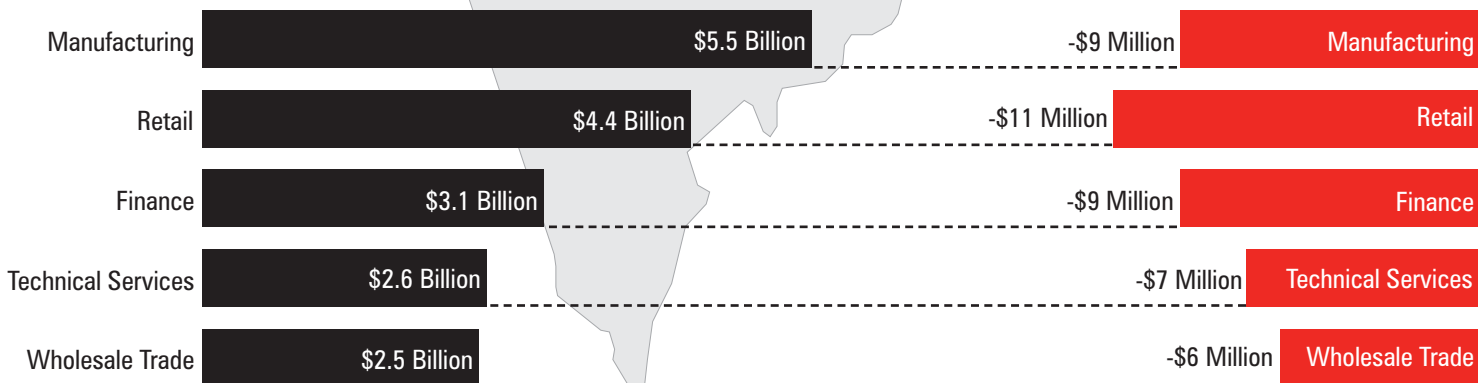 Manufacturing $5.5 Billion -$9 Million Manufacturing
Retail $4.4 Billion -$11 Million Retail
Finance $3.1 Billion -$9 Million Finance
Technical Services $2.6 Billion -$7 Million Technical Services
Wholesale Trade $2.5 Billion -$6 Million Wholesale Trade